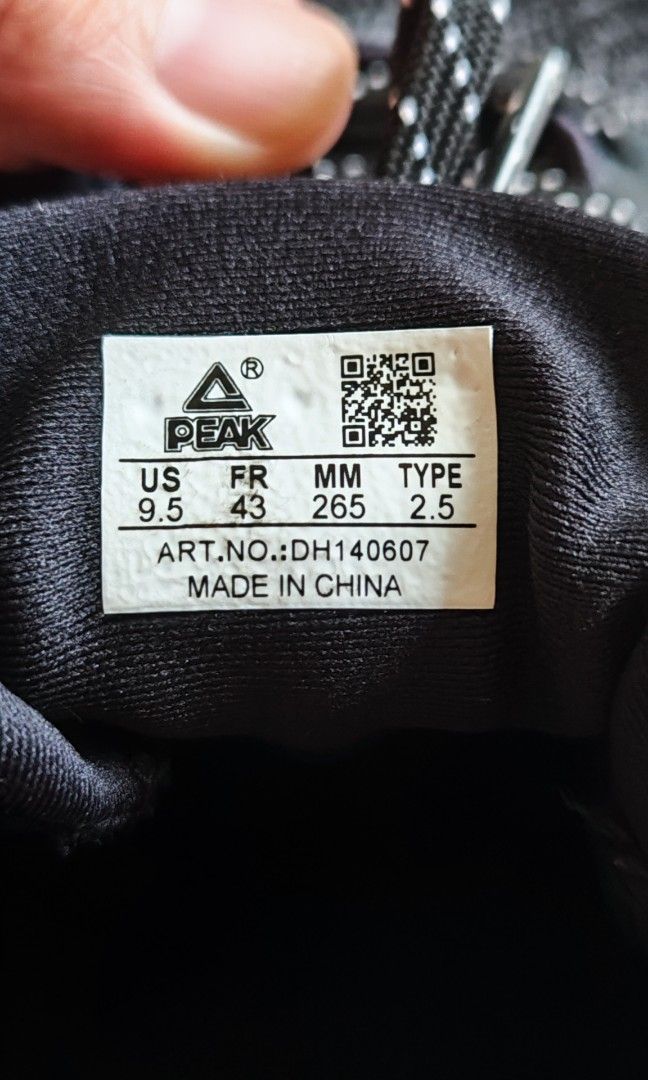 ®
PEAK
US FR MM TYPE
9.5 43 265 2.5
ART.NO.:DH140607
MADE IN CHINA